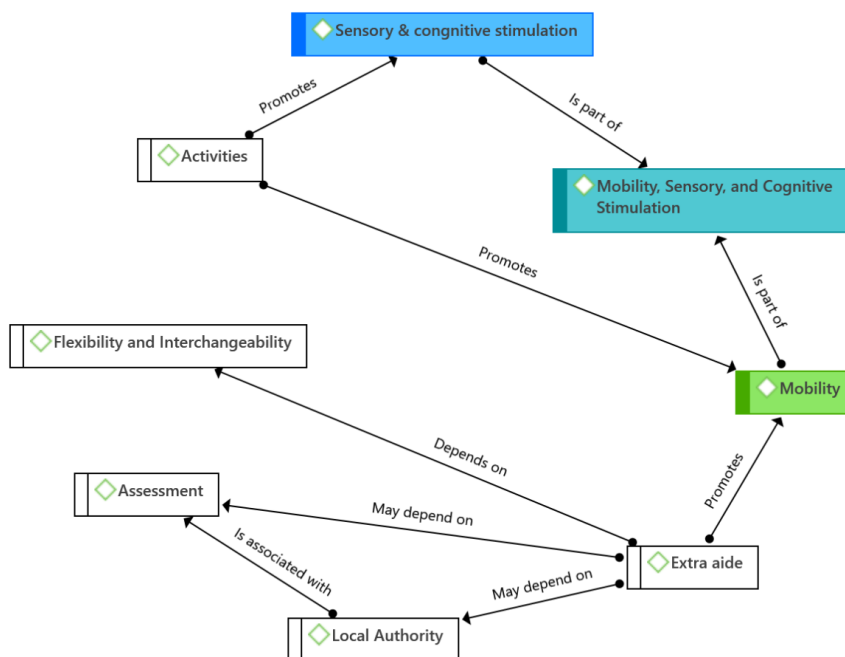 Sensory & congnitive stimulation
Promotes
Is part of
Activities
Mobility, Sensory, and Cognitive
Stimulation
Promotes
Is part of
Flexibility and Interchangeability
Mobility
Depends on
Promotes
Assessment
May depend on
Is associated with
Extra aide
May depend on
Local Authority